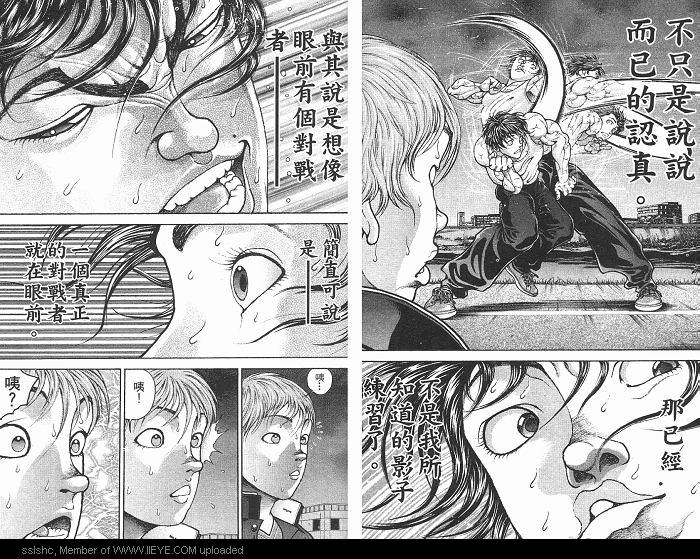 不只是說說
而已的認真。
那已經…
不是我所
知道的影子
練習了。
與其說是想像
眼前有個對戰
者——
簡直可說
是——
一個真正
的對戰者
就在眼前。
咦…
咦！
咦？
sslshc, Member of WWW.IIEYE.COM uploaded